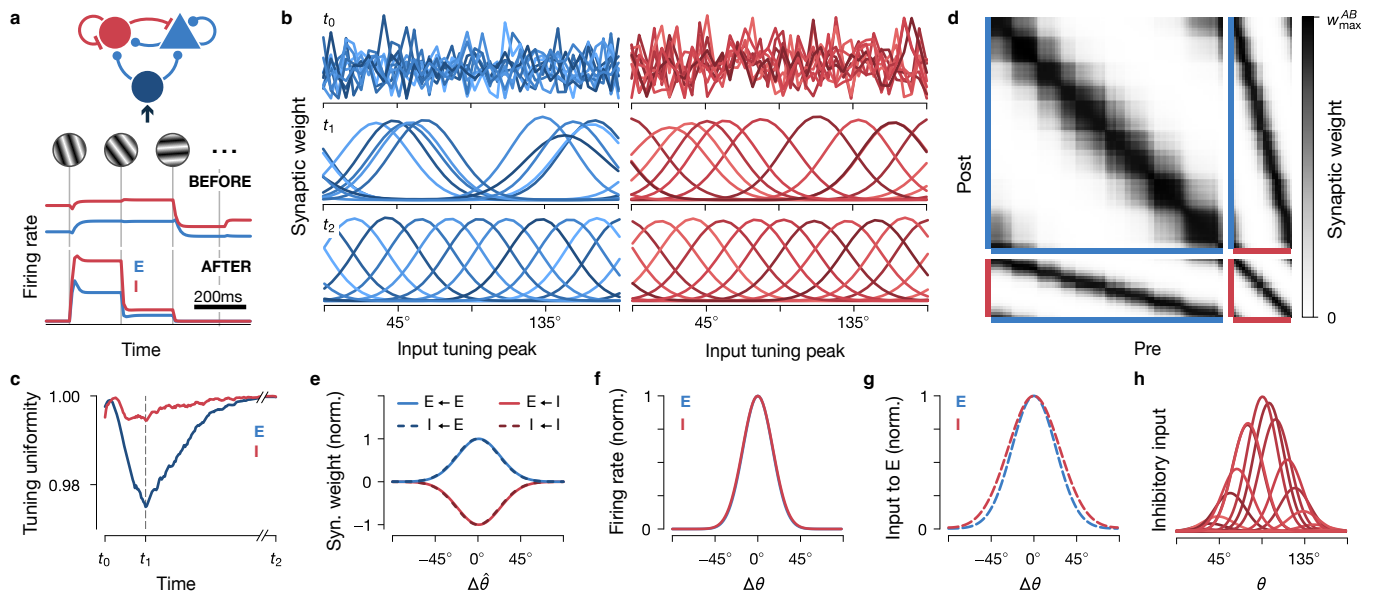 a
BEFORE
AFTER
E
I
200ms
Firing rate
Time
b
t0
t1
t2
Synaptic weight
45°
135°
45°
135°
Input tuning peak
Input tuning peak
d
Post
Pre
w_max^AB
0
Synaptic weight
c
1.00
0.98
Tuning uniformity
E
I
t0
t1
t2
Time
e
Syn. weight (norm.)
E ← E
E ← I
I ← E
I ← I
1
0
−1
−45°
0°
45°
Δθ̂
f
Firing rate (norm.)
E
I
1
0
−45°
0°
45°
Δθ
g
Input to E (norm.)
E
I
1
0
−45°
0°
45°
Δθ
h
Inhibitory input
45°
135°
θ